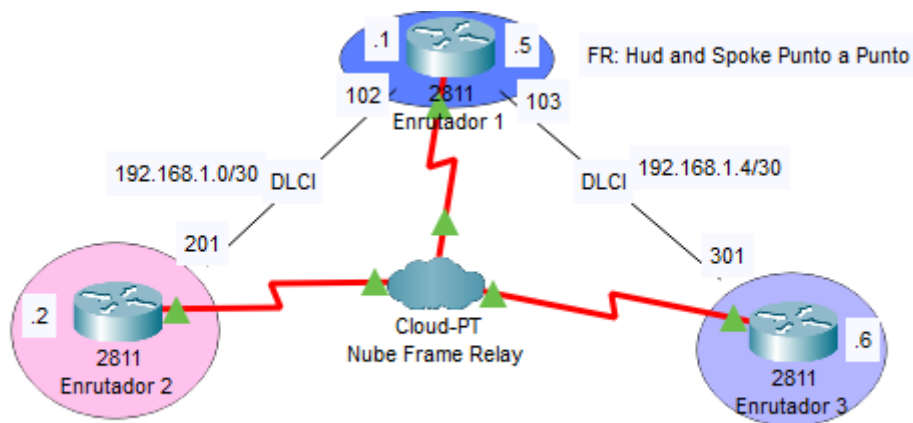 .1
.5
FR: Hud and Spoke Punto a Punto
102
2811
103
Enrutador 1
192.168.1.0/30
DLCI
DLCI
192.168.1.4/30
201
301
.2
2811
Enrutador 2
Cloud-PT
Nube Frame Relay
.6
2811
Enrutador 3